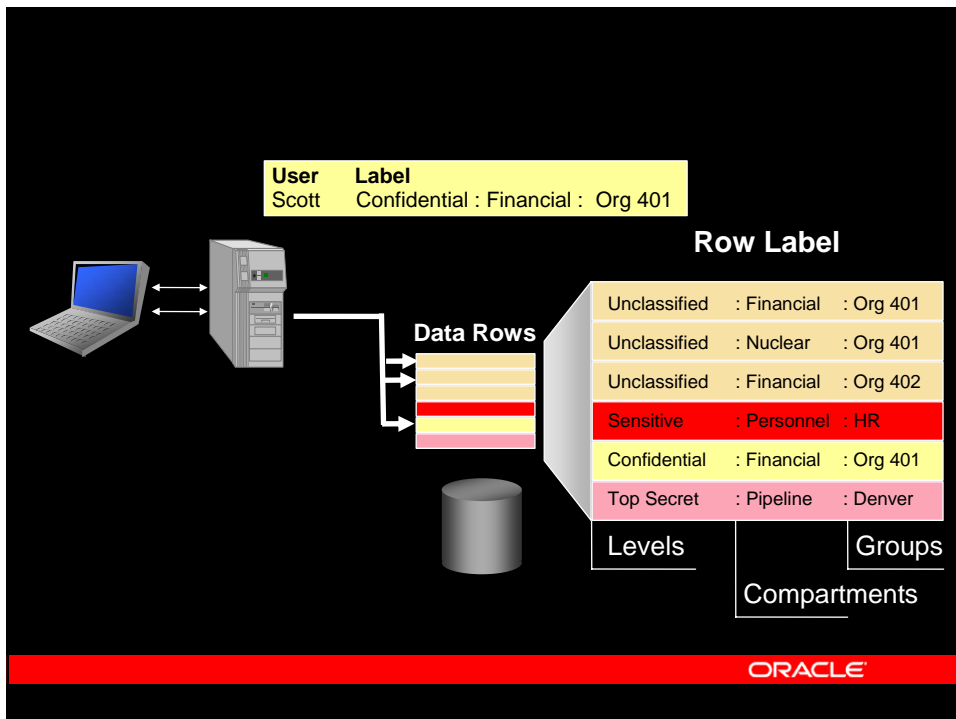 User Label
Scott Confidential : Financial : Org 401
Row Label
Data Rows
Unclassified : Financial : Org 401
Unclassified : Nuclear : Org 401
Unclassified : Financial : Org 402
Sensitive : Personnel : HR
Confidential : Financial : Org 401
Top Secret : Pipeline : Denver
Levels
Groups
Compartments
ORACLE